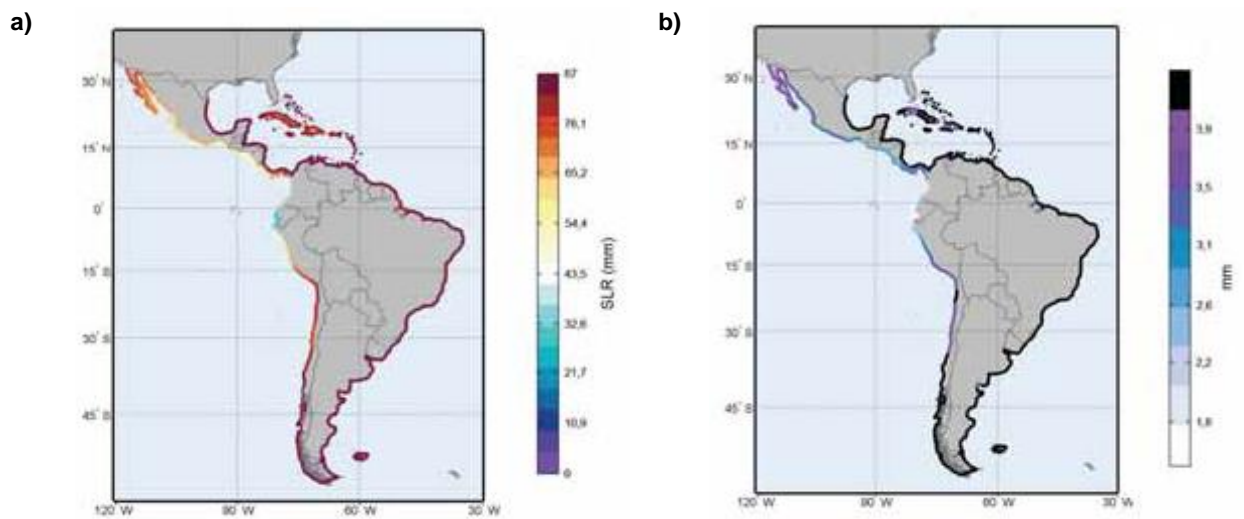 a)
30° N
15° N
0°
15° S
30° S
45° S
120°W
90°W
60°W
30°W
87
76,1
65,2
54,4
43,5
32,6
21,7
10,9
0
SLR (mm)
b)
30° N
15° N
0°
15° S
30° S
45° S
120°W
90°W
60°W
30°W
3,9
3,5
3,1
2,6
2,2
1,8
mm